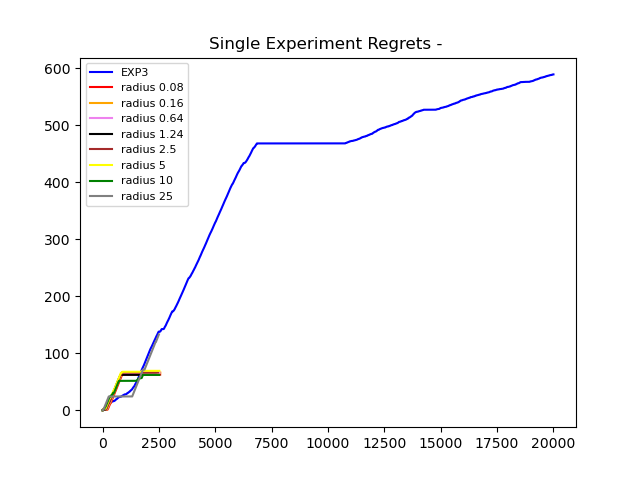 Single Experiment Regrets -
600
500
400
300
200
100
0
EXP3
radius 0.08
radius 0.16
radius 0.64
radius 1.24
radius 2.5
radius 5
radius 10
radius 25
0 2500 5000 7500 10000 12500 15000 17500 20000